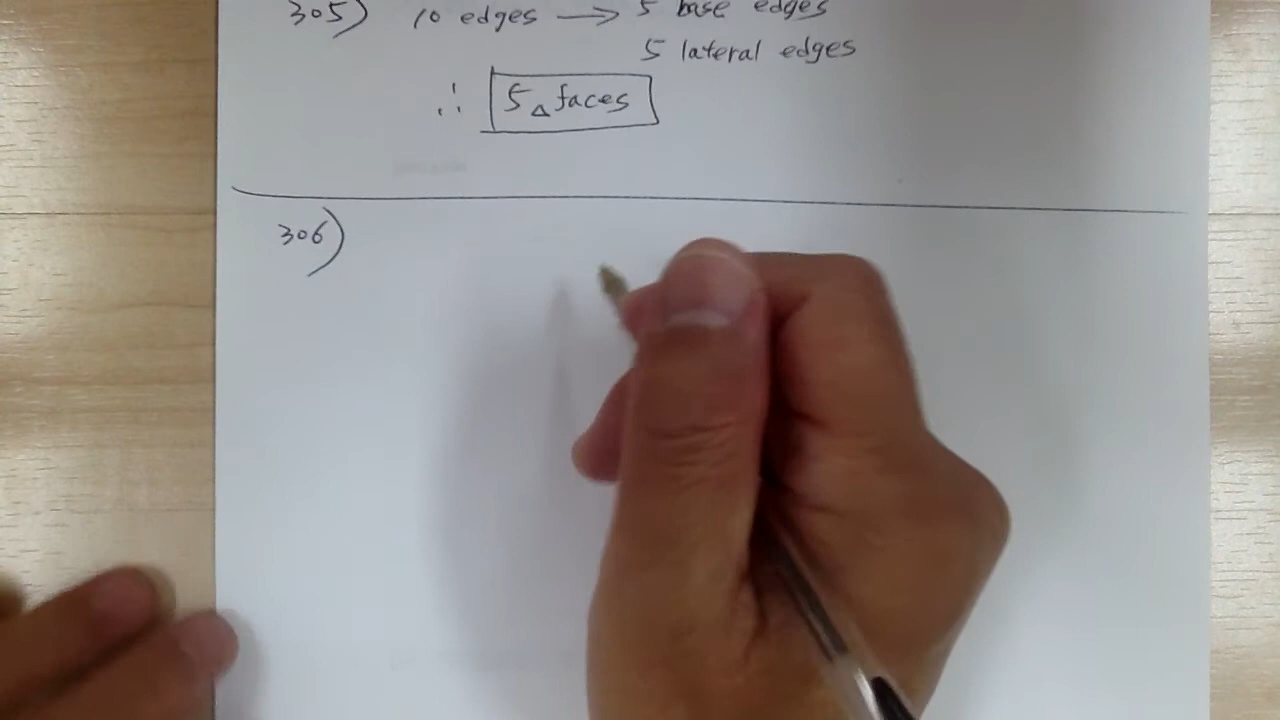 305) 10 edges → 5 base edges
5 lateral edges
∴ 5 △ faces
306)